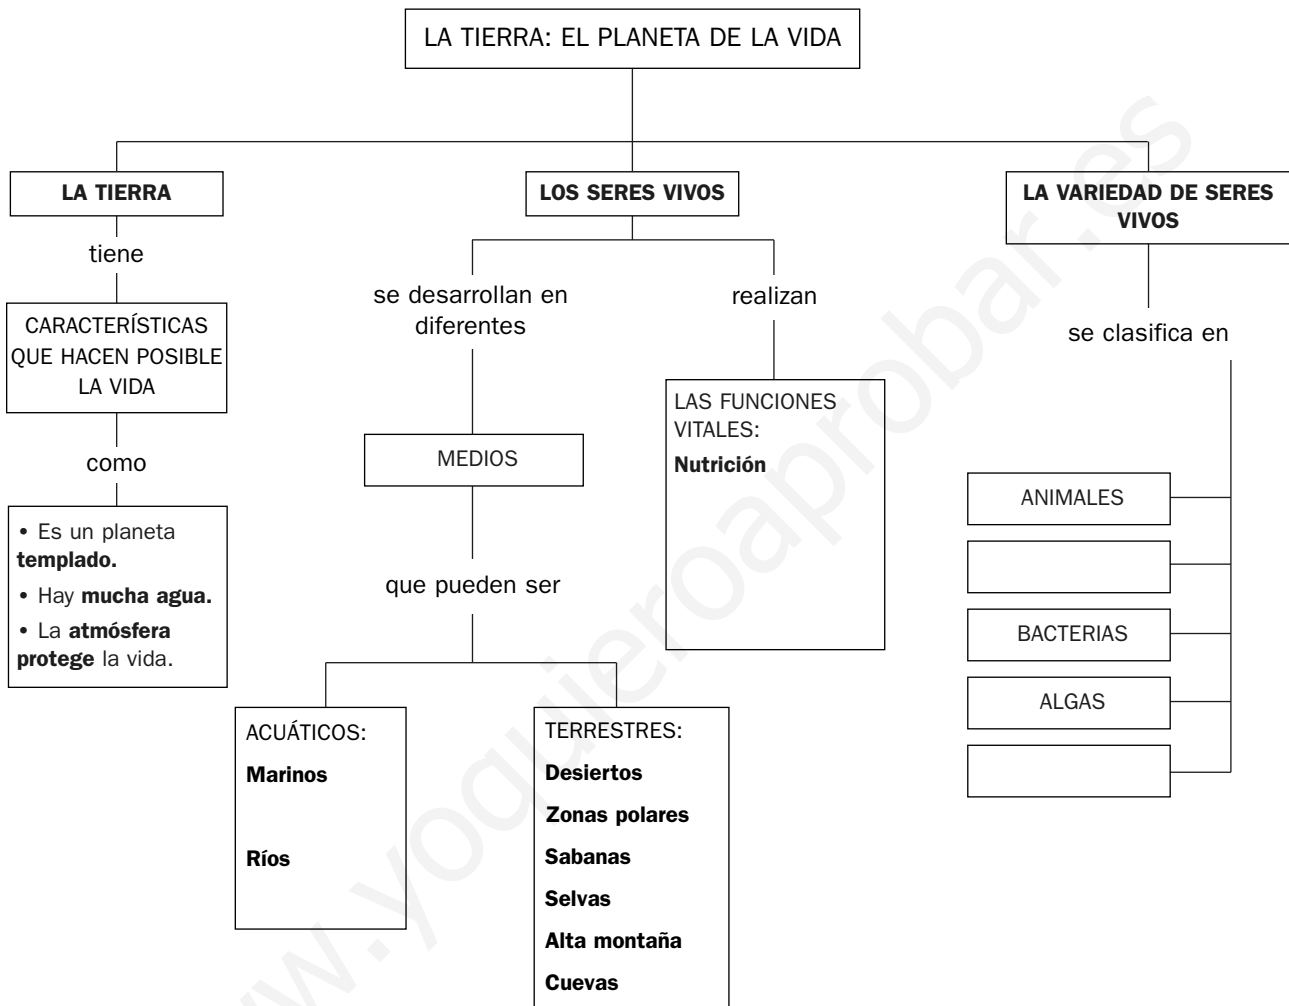 LA TIERRA: EL PLANETA DE LA VIDA
LA TIERRA
tiene
CARACTERÍSTICAS
QUE HACEN POSIBLE
LA VIDA
como
• Es un planeta
templado.
• Hay mucha agua.
• La atmósfera
protege la vida.
LOS SERES VIVOS
se desarrollan en
diferentes
MEDIOS
que pueden ser
ACUÁTICOS:
Marinos
Ríos
TERRESTRES:
Desiertos
Zonas polares
Sabanas
Selvas
Alta montaña
Cuevas
realizan
LAS FUNCIONES
VITALES:
Nutrición
LA VARIEDAD DE SERES
VIVOS
se clasifica en
ANIMALES
BACTERIAS
ALGAS
www.yoquieroaprobar.es